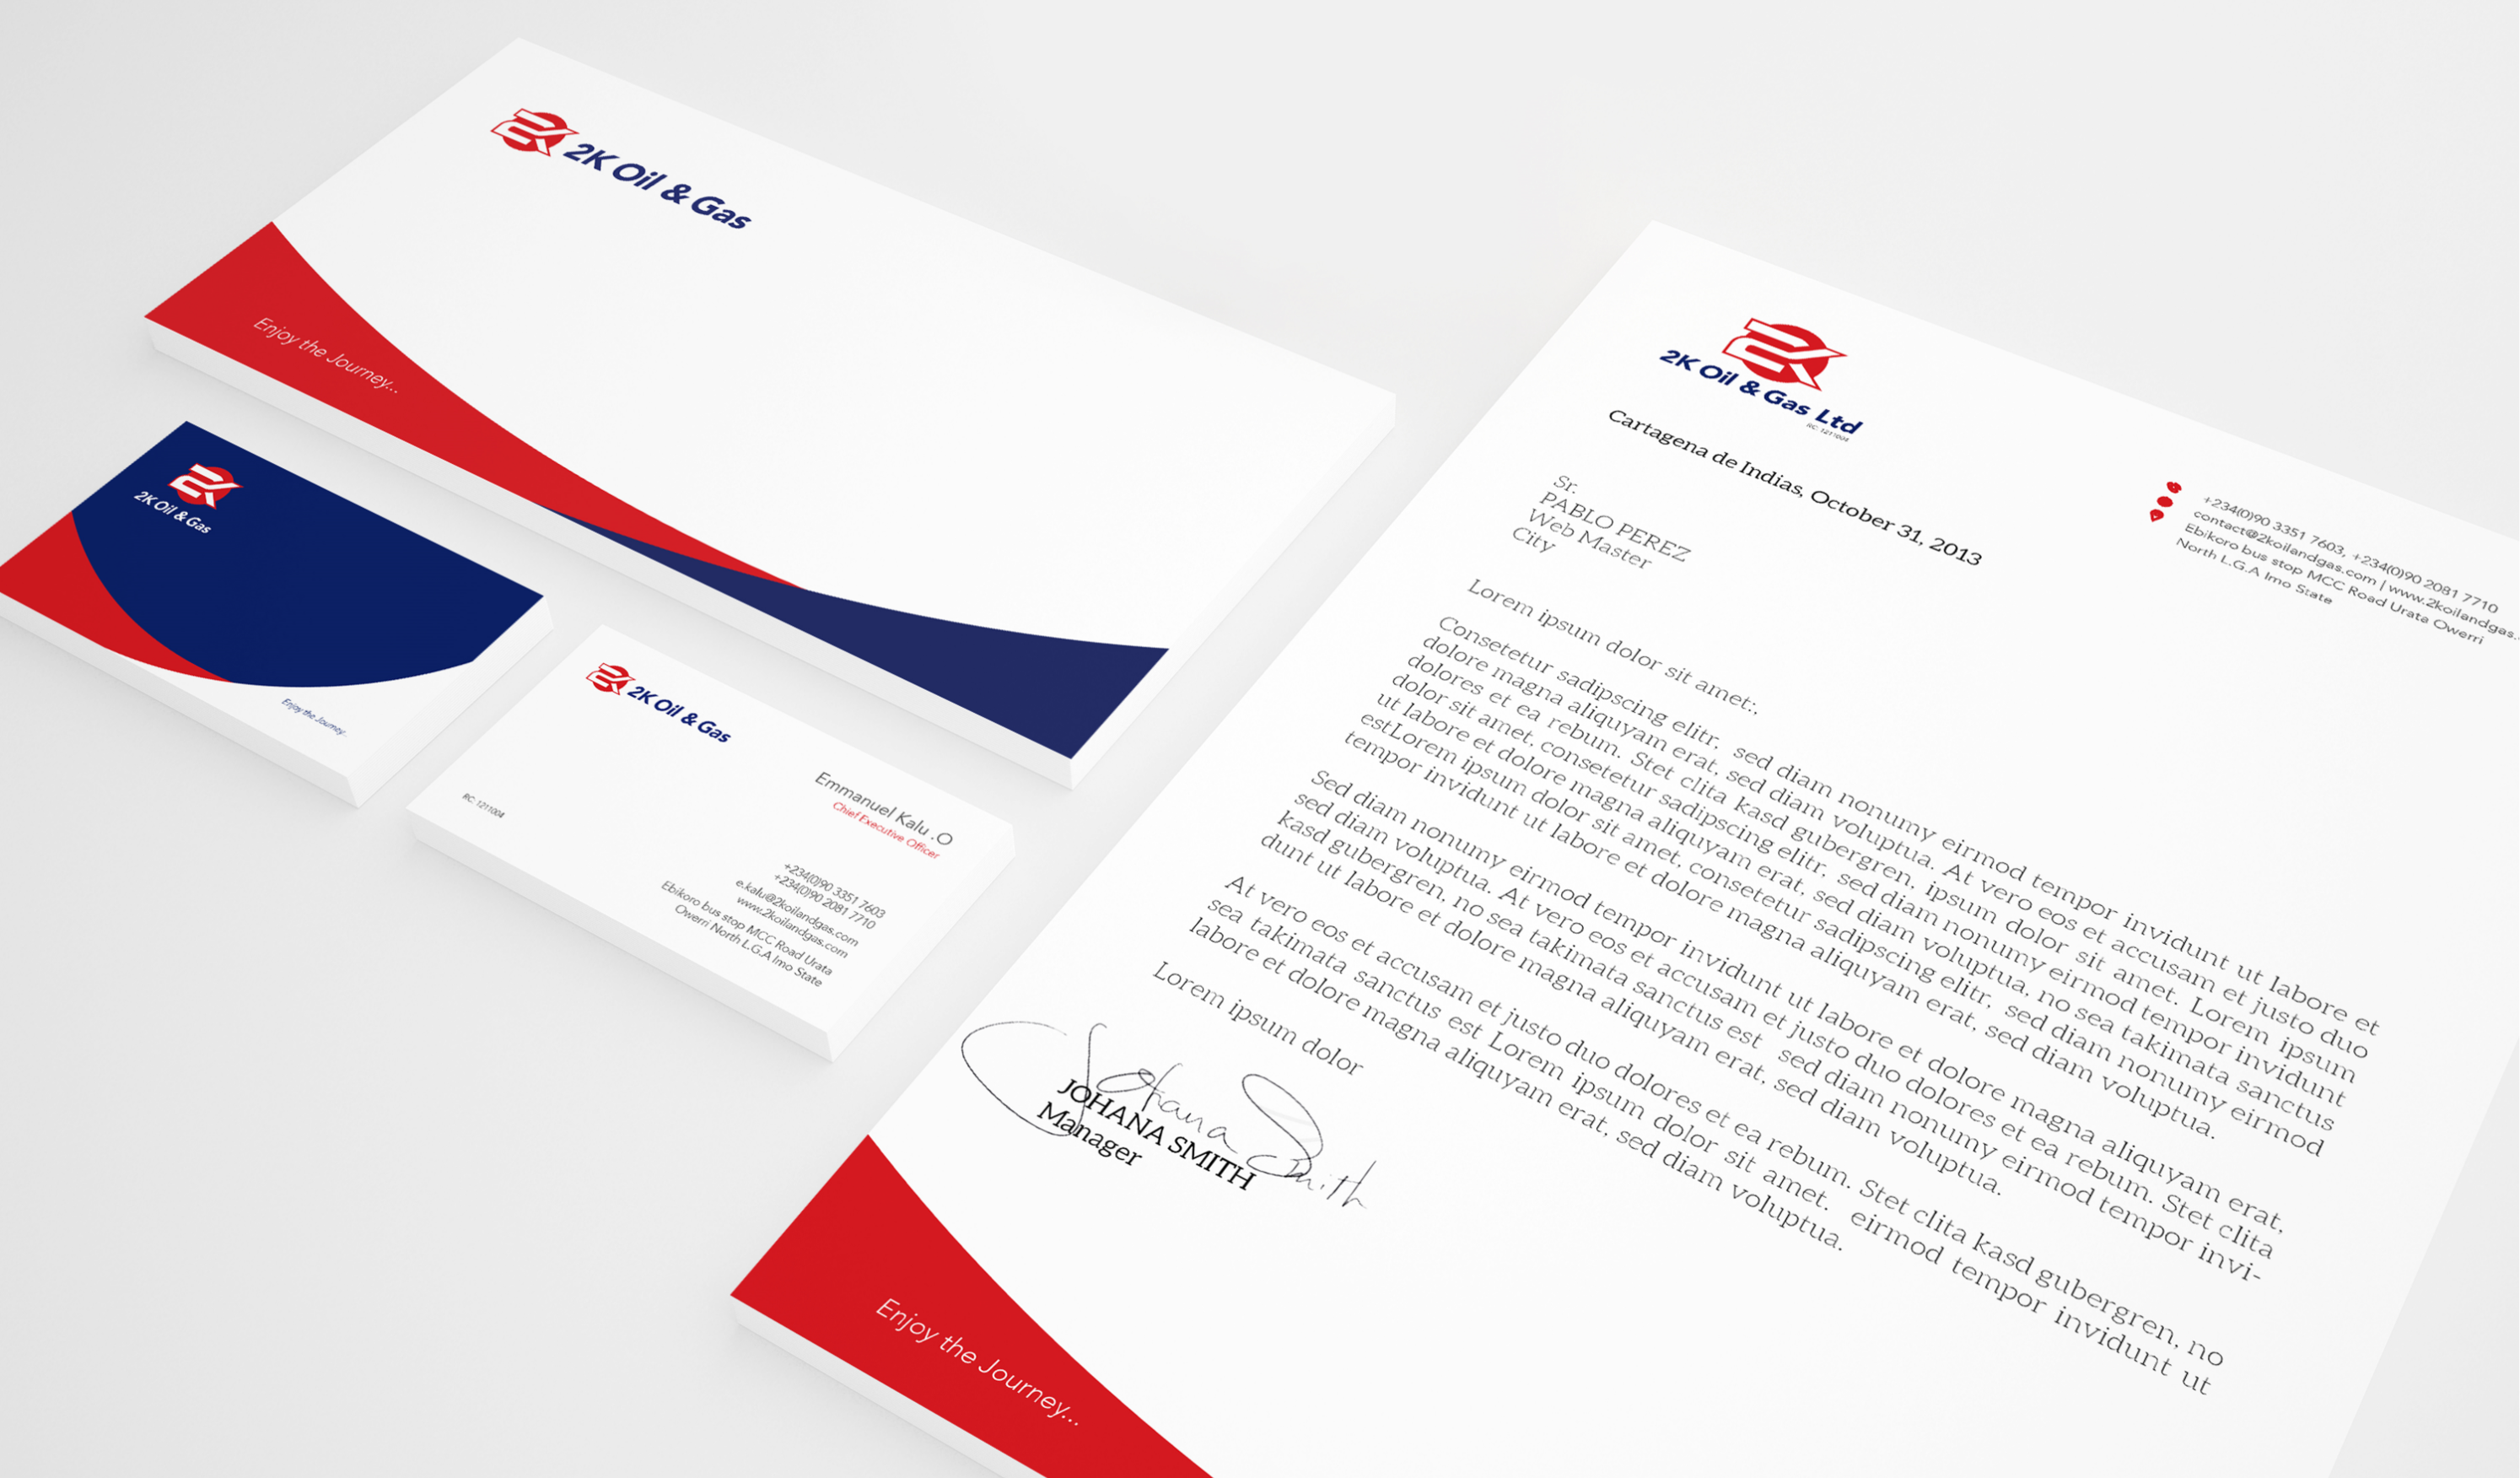 2K Oil & Gas
Enjoy the Journey...
2K Oil & Gas
Enjoy the Journey...
2K Oil & Gas
RC: 1211004
Emmanuel Kalu .O
Chief Executive Officer
+234(0)90 3351 7603
+234(0)90 2081 7710
e.kalu@2koilandgas.com
www.2koilandgas.com
Ebikoro bus stop MCC Road Urata
Owerri North L.G.A Imo State
2K Oil & Gas Ltd
RC: 1211004
+234(0)90 3351 7603, +234(0)90 2081 7710
contact@2koilandgas.com | www.2koilandgas.
Ebikoro bus stop MCC Road Urata Owerri
North L.G.A Imo State
Cartagena de Indias, October 31, 2013
Sr.
PABLO PEREZ
Web Master
City
Lorem ipsum dolor sit amet:,
Consetetur sadipscing elitr, sed diam nonumy eirmod tempor invidunt ut labore et
dolore magna aliquyam erat, sed diam voluptua. At vero eos et accusam et justo duo
dolores et ea rebum. Stet clita kasd gubergren, ipsum dolor sit amet. Lorem ipsum
dolor sit amet, consetetur sadipscing elitr, sed diam nonumy eirmod tempor invidunt
ut labore et dolore magna aliquyam erat, sed diam voluptua, no sea takimata sanctus
estLorem ipsum dolor sit amet, consetetur sadipscing elitr, sed diam nonumy eirmod
tempor invidunt ut labore et dolore magna aliquyam erat, sed diam voluptua.
Sed diam nonumy eirmod tempor invidunt ut labore et dolore magna aliquyam erat,
sed diam voluptua. At vero eos et accusam et justo duo dolores et ea rebum. Stet clita
kasd gubergren, no sea takimata sanctus est sed diam nonumy eirmod tempor invi-
dunt ut labore et dolore magna aliquyam erat, sed diam voluptua.
At vero eos et accusam et justo duo dolores et ea rebum. Stet clita kasd gubergren, no
sea takimata sanctus est Lorem ipsum dolor sit amet. eirmod tempor invidunt ut
labore et dolore magna aliquyam erat, sed diam voluptua.
Lorem ipsum dolor
Johana Smith
JOHANA SMITH
Manager
Enjoy the Journey...